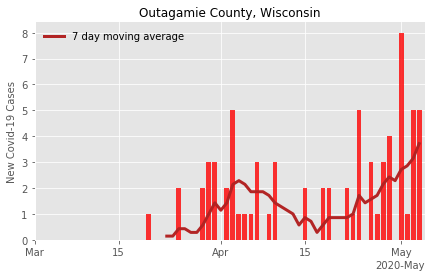 Outagamie County, Wisconsin
7 day moving average
New Covid-19 Cases
8
7
6
5
4
3
2
1
0
Mar 15 Apr 15 May
2020-May